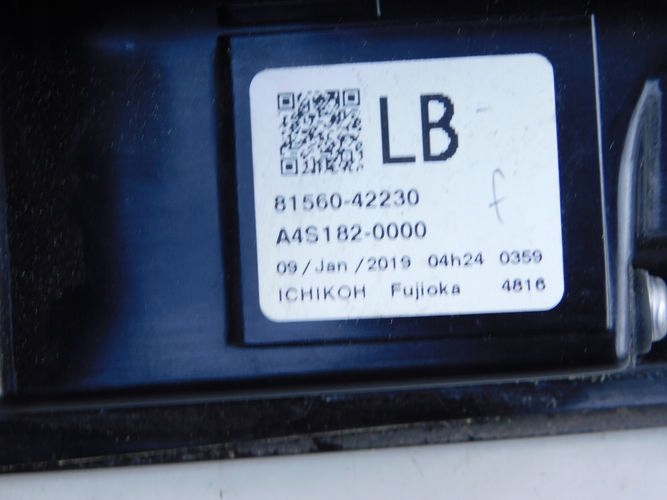 LB
81560-42230
f
A4S182-0000
09/Jan/2019 04h24 0359
ICHIKOH Fujioka 4816